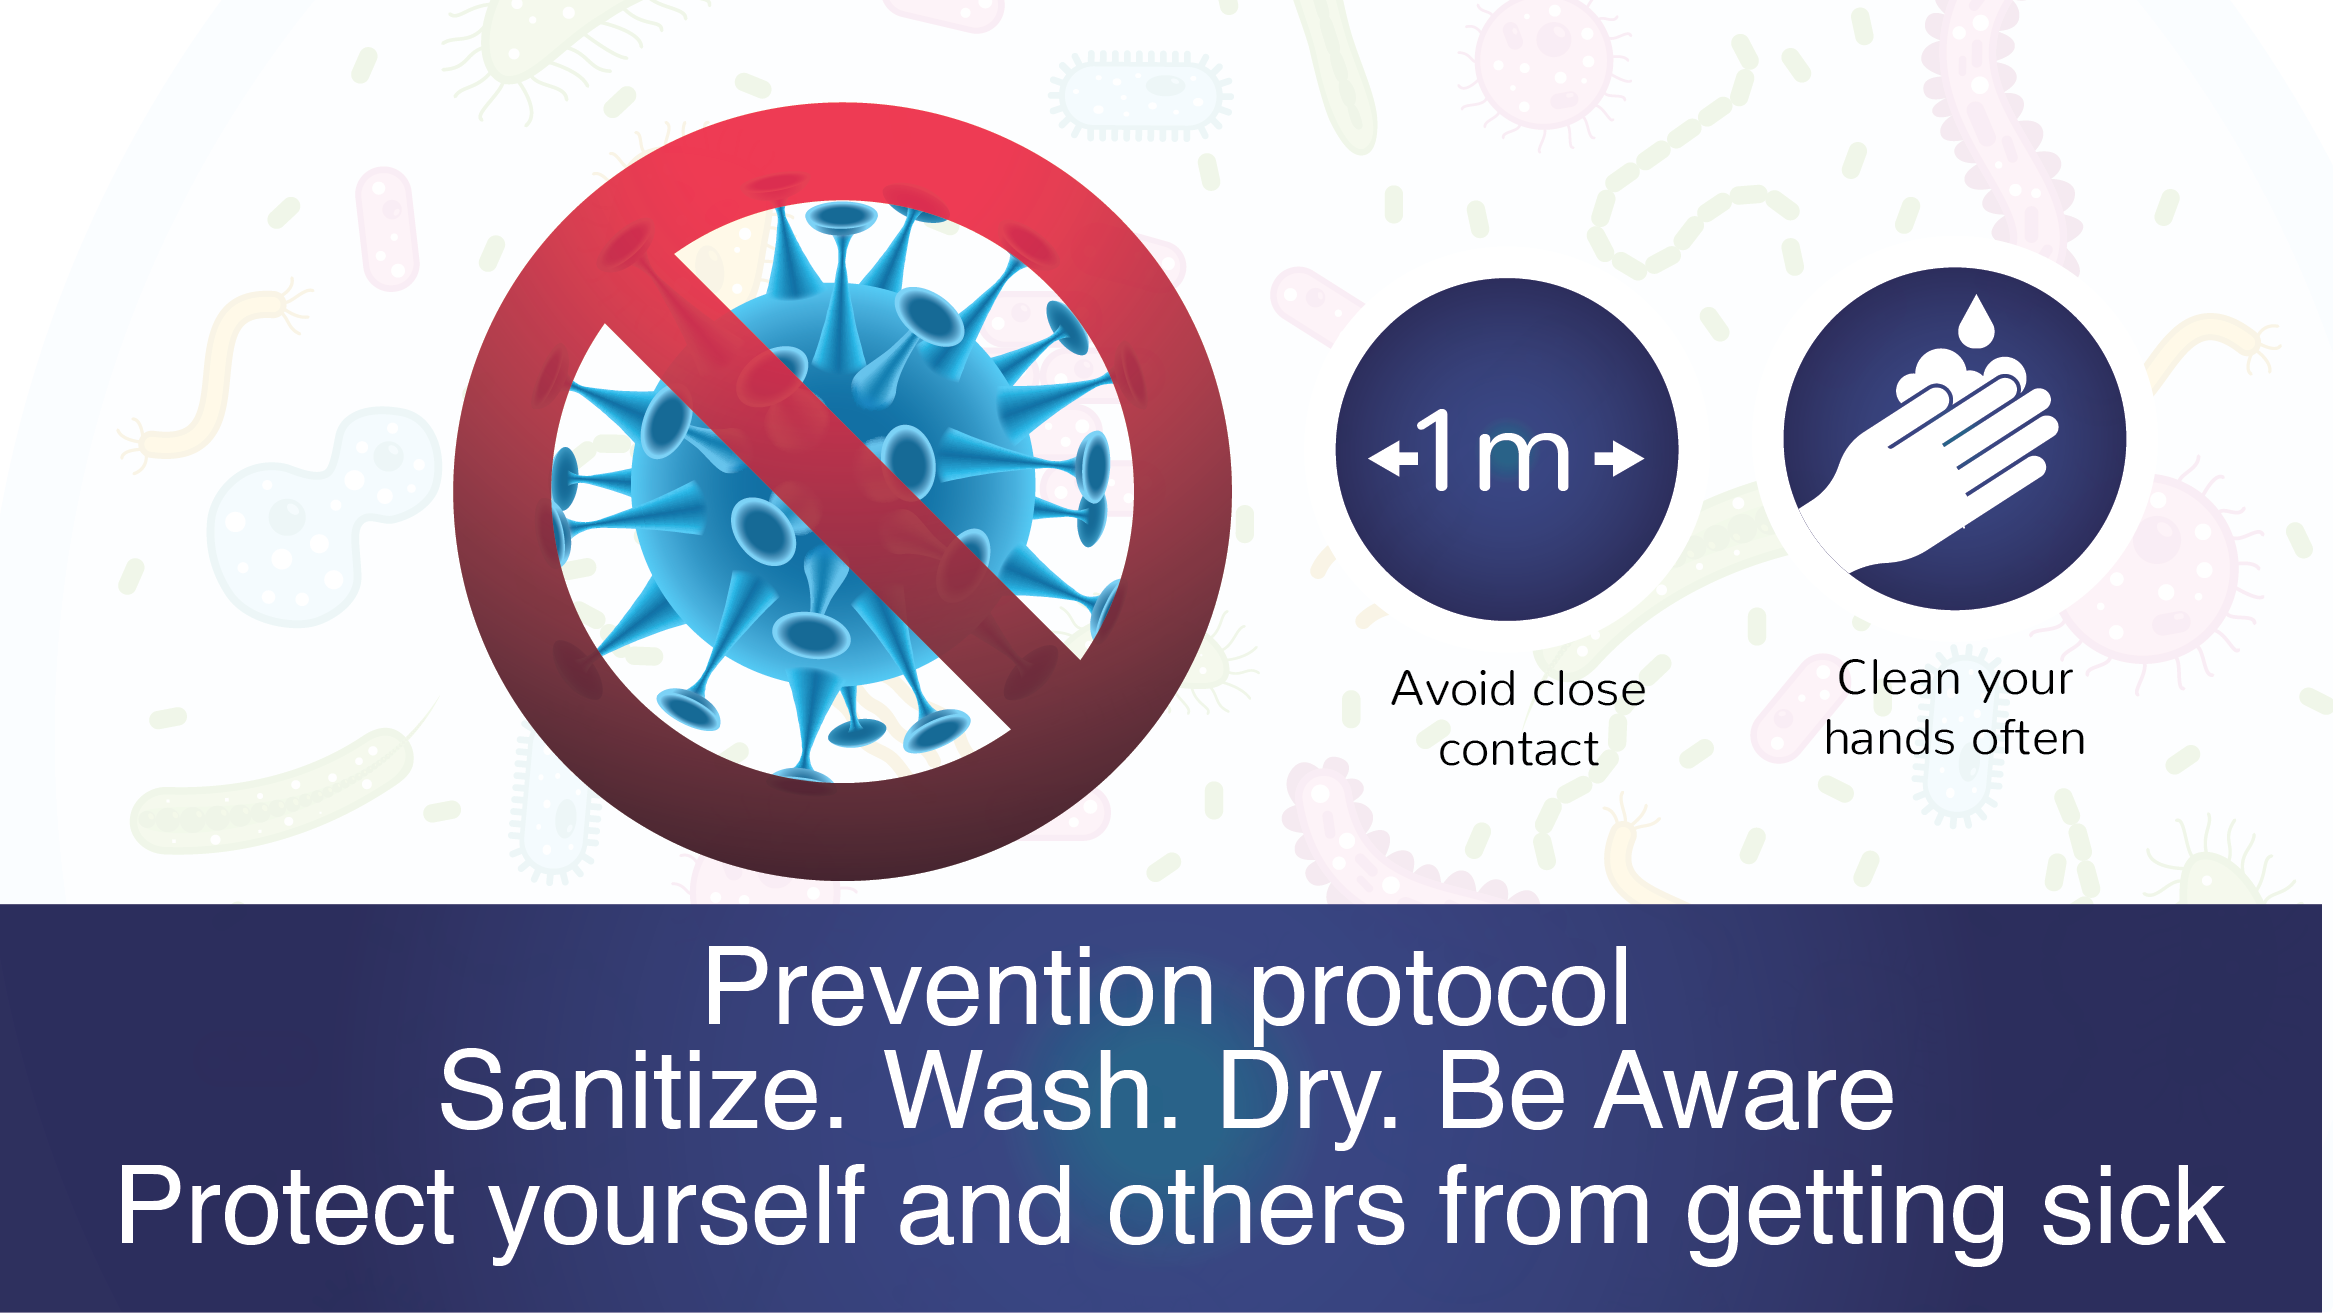 1 m
Avoid close
contact
Clean your
hands often
Prevention protocol
Sanitize. Wash. Dry. Be Aware
Protect yourself and others from getting sick